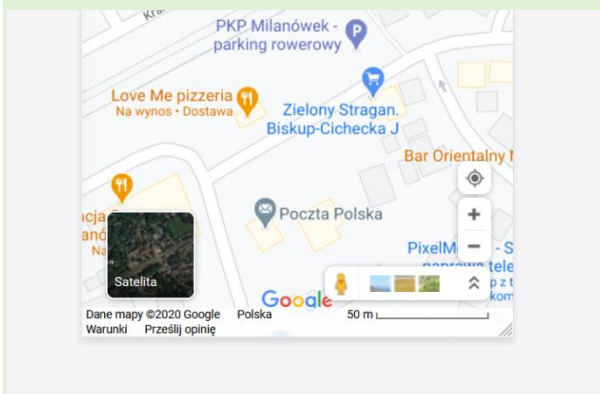 Kra
PKP Milanówek -
parking rowerowy
Love Me pizzeria
Na wynos • Dostawa
Zielony Stragan.
Biskup-Cichecka J
Bar Orientalny
Poczta Polska
Satelita
Google
Dane mapy ©2020 Google Polska 50 m
Warunki Prześlij opinię